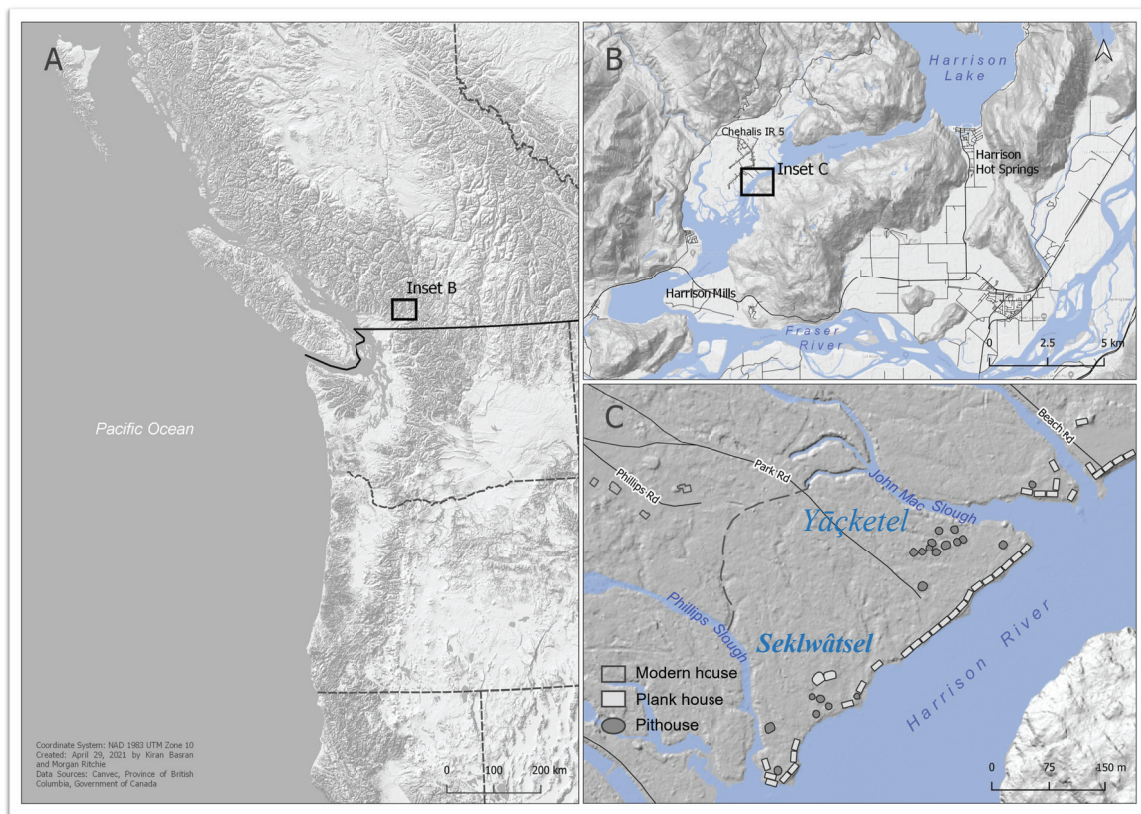 A
Inset B
Pacific Ocean
Coordinate System: NAD 1983 UTM Zone 10
Created: April 29, 2021 by Kiran Basran
and Morgan Ritchie
Data Sources: Canvec, Province of British
Columbia, Government of Canada
0 100 200 km
B
Harrison
Lake
Chehalis IR 5
Inset C
Harrison
Hot Springs
Harrison Mills
Fraser
River
0 2.5 5 km
C
Beach Rd
Park Rd
Phillips Rd
John Mac Slough
Yāçketel
Phillips Slough
Seklwâtsel
Harrison River
Modern hcuse
Plank house
Pithouse
0 75 150 m